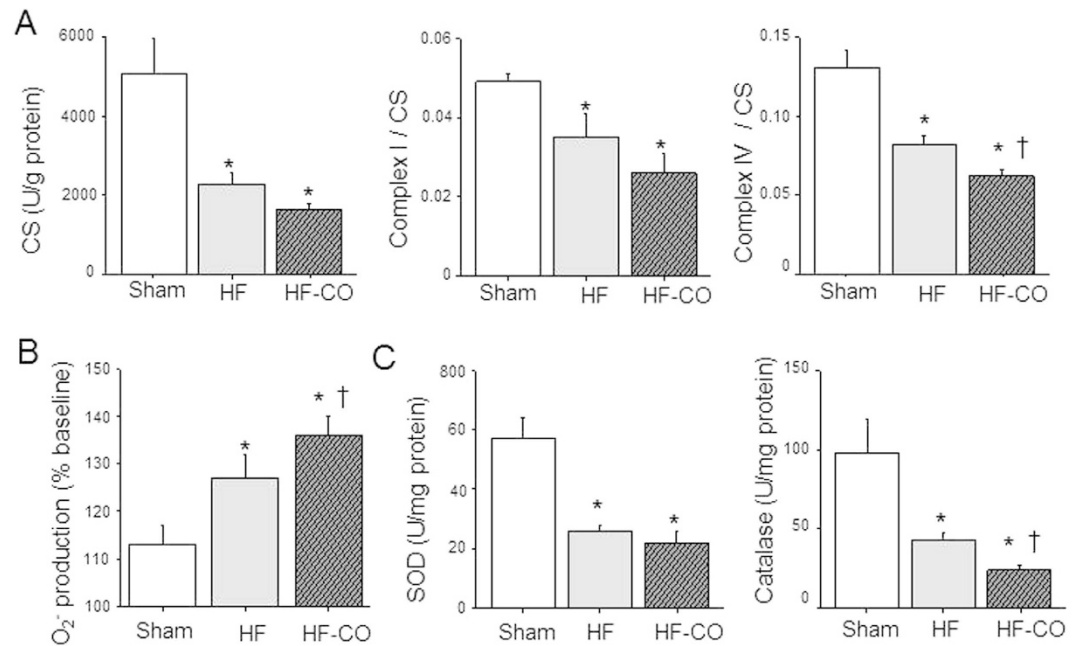 A
CS (U/g protein)
6000
4000
2000
0
Sham
HF
HF-CO
*
*
Complex I / CS
0.06
0.04
0.02
0.00
Sham
HF
HF-CO
*
*
Complex IV / CS
0.15
0.10
0.05
0
Sham
HF
HF-CO
*
* †
B
O₂⁻ production (% baseline)
150
140
130
120
110
100
Sham
HF
HF-CO
*
* †
C
SOD (U/mg protein)
800
60
40
20
0
Sham
HF
HF-CO
*
*
Catalase (U/mg protein)
150
100
50
0
Sham
HF
HF-CO
*
* †